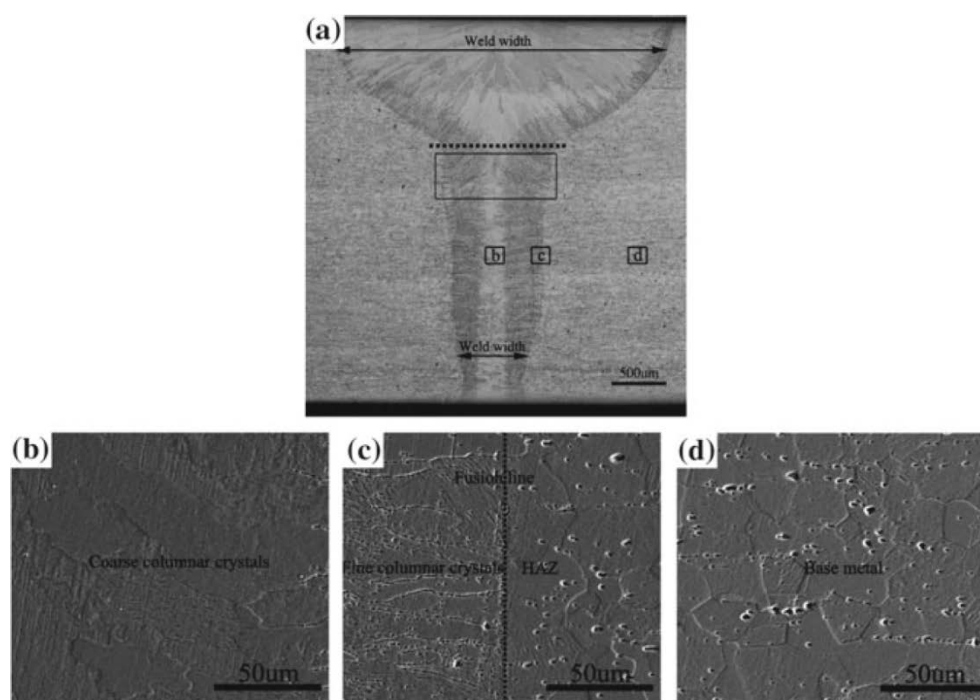 (a)
Weld width
b
c
d
Weld width
500um
(b)
Coarse columnar crystals
50um
(c)
Fusion line
Fine columnar crystals
HAZ
50um
(d)
Base metal
50um